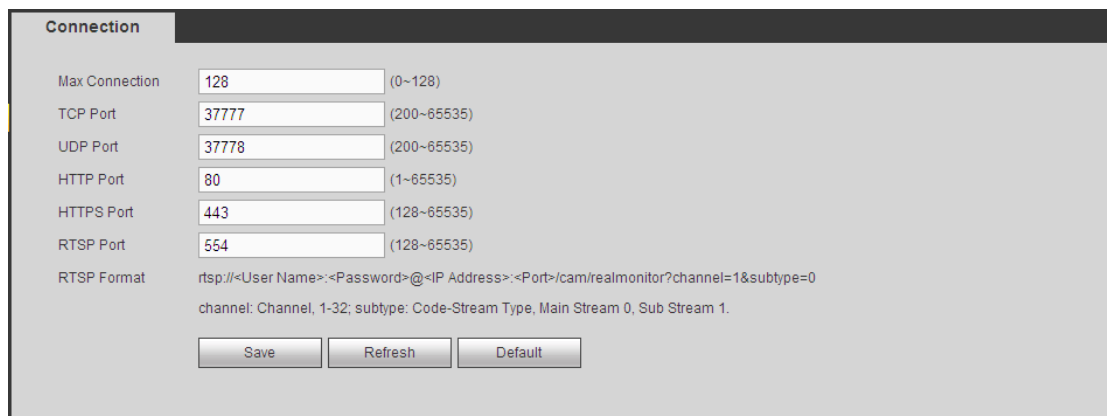 Connection
Max Connection 128 (0~128)
TCP Port 37777 (200~65535)
UDP Port 37778 (200~65535)
HTTP Port 80 (1~65535)
HTTPS Port 443 (128~65535)
RTSP Port 554 (128~65535)
RTSP Format rtsp://<User Name>:<Password>@<IP Address>:<Port>/cam/realmonitor?channel=1&subtype=0
channel: Channel, 1-32; subtype: Code-Stream Type, Main Stream 0, Sub Stream 1.
Save Refresh Default